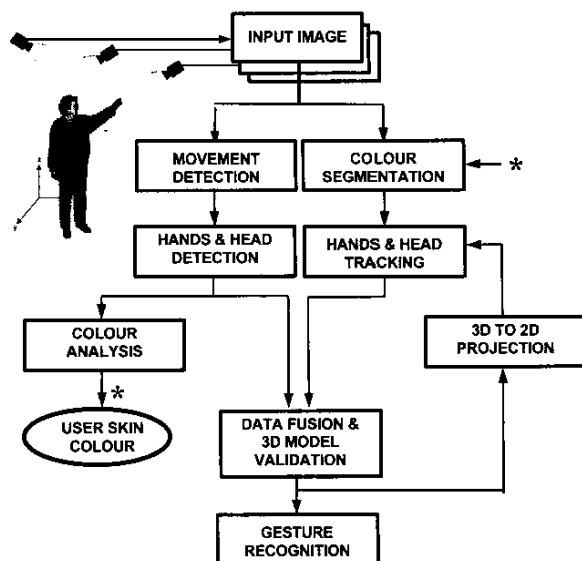 INPUT IMAGE
MOVEMENT
DETECTION
COLOUR
SEGMENTATION
*
HANDS & HEAD
DETECTION
HANDS & HEAD
TRACKING
COLOUR
ANALYSIS
3D TO 2D
PROJECTION
*
USER SKIN
COLOUR
DATA FUSION &
3D MODEL
VALIDATION
GESTURE
RECOGNITION